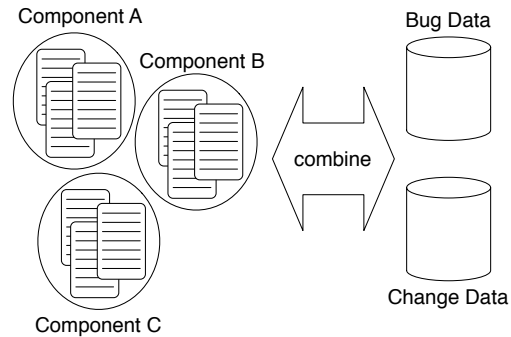 Component A
Bug Data
Component B
combine
Change Data
Component C